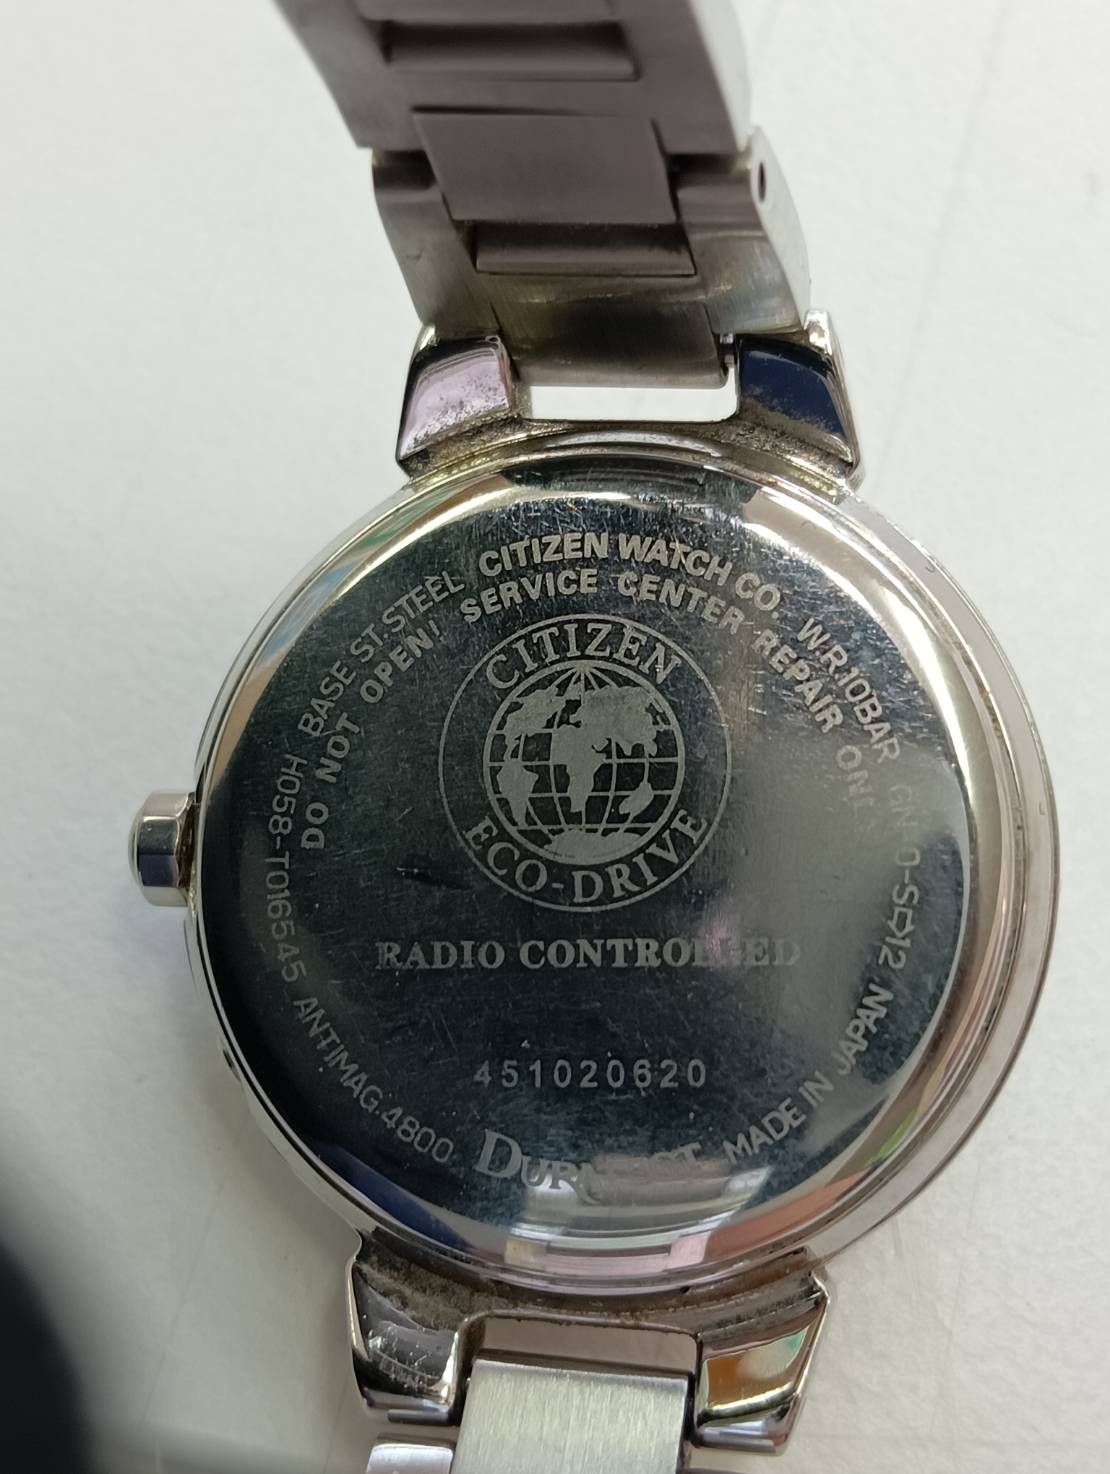 BASE ST.STEEL CITIZEN WATCH CO. W.R.10BAR GN-0-S 12 MADE IN JAPAN
DO NOT OPEN! SERVICE CENTER REPAIR
CITIZEN
ECO-DRIVE
RADIO CONTROLLED
451020620
H058-T016545 ANTIMAG.4800